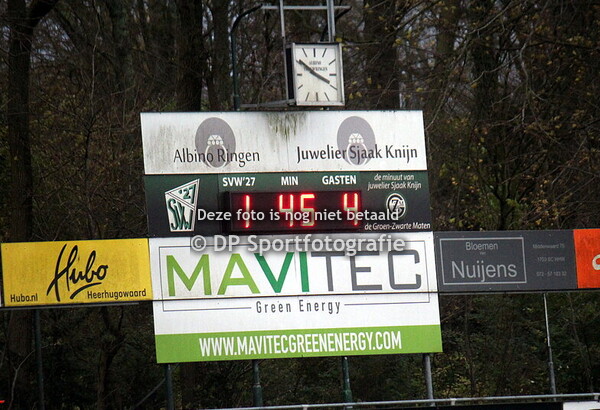 Albino Ringen
Juwelier Sjaak Knijn
SVW'27 MIN GASTEN
de minuut van
juwelier Sjaak Knijn
'27
SVW
1 45 4
Deze foto is nog niet betaald
de Groen-Zwarte Maten
© DP Sportfotografie
Hubo
Hubo.nl Heerhugowaard
MAVITEC
Green Energy
WWW.MAVITECGREENENERGY.COM
Bloemen
Nuijens